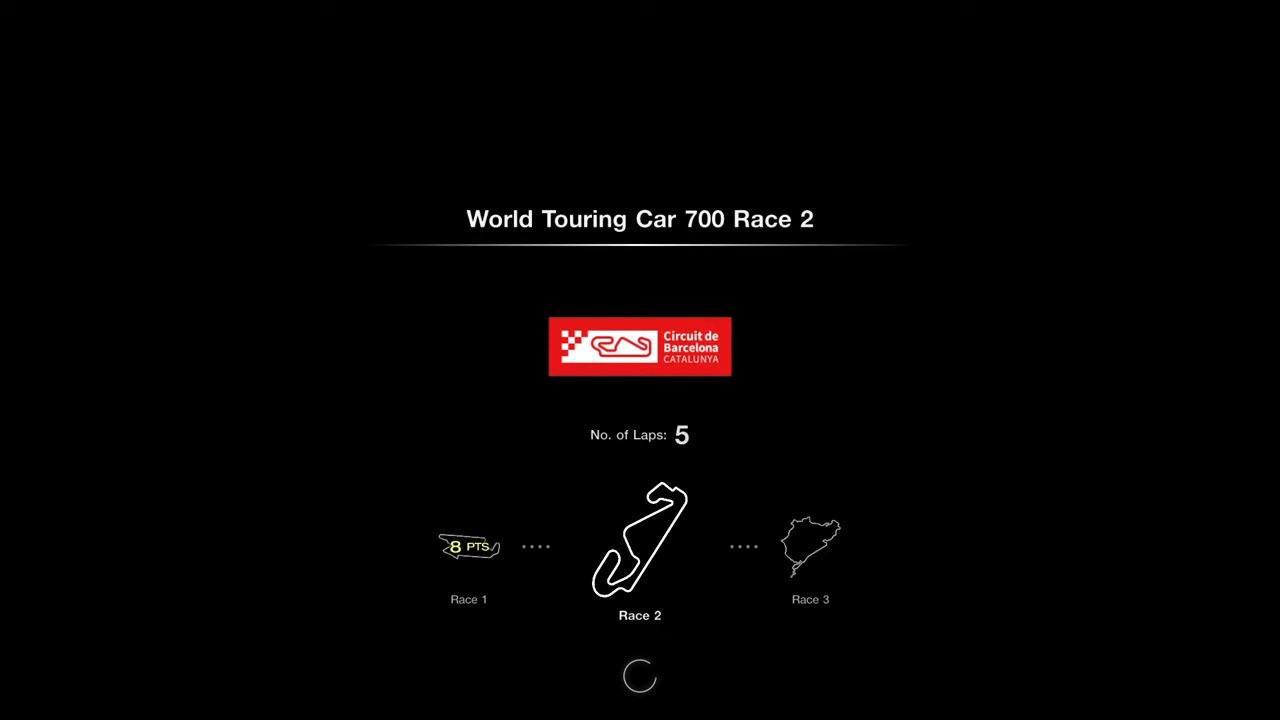 World Touring Car 700 Race 2
Circuit de
Barcelona
CATALUNYA
No. of Laps: 5
8 PTS.
Race 1
Race 2
Race 3